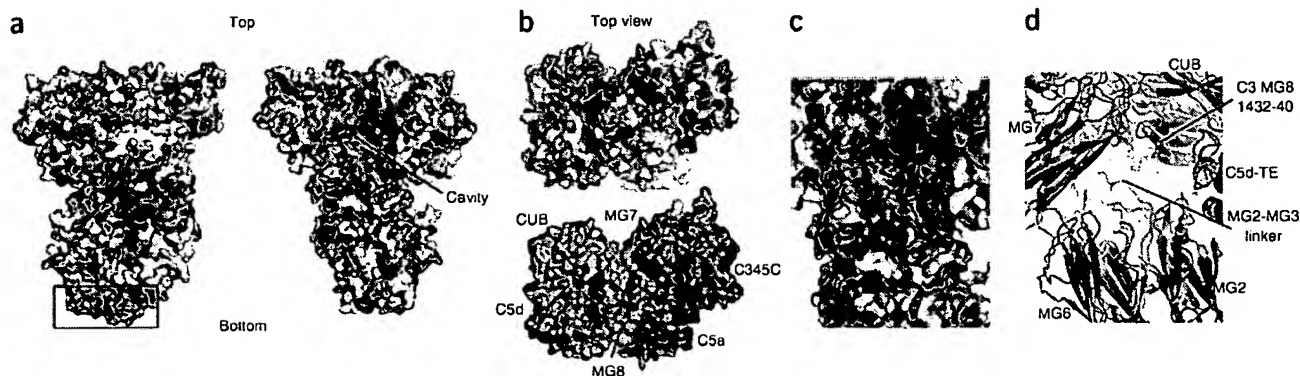 a
Top
Cavity
Bottom
b
Top view
CUB
MG7
C345C
C5d
C5a
MG8
c
d
CUB
C3 MG8
1432-40
MG7
C5d-TE
MG2-MG3
linker
MG2
MG6